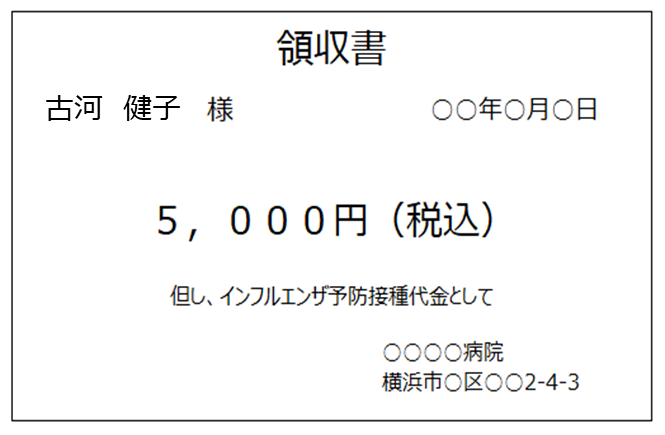 領収書
古河　健子　様　○○年○月○日
５，０００円（税込）
但し、インフルエンザ予防接種代金として
○○○○病院
横浜市○区○○2-4-3